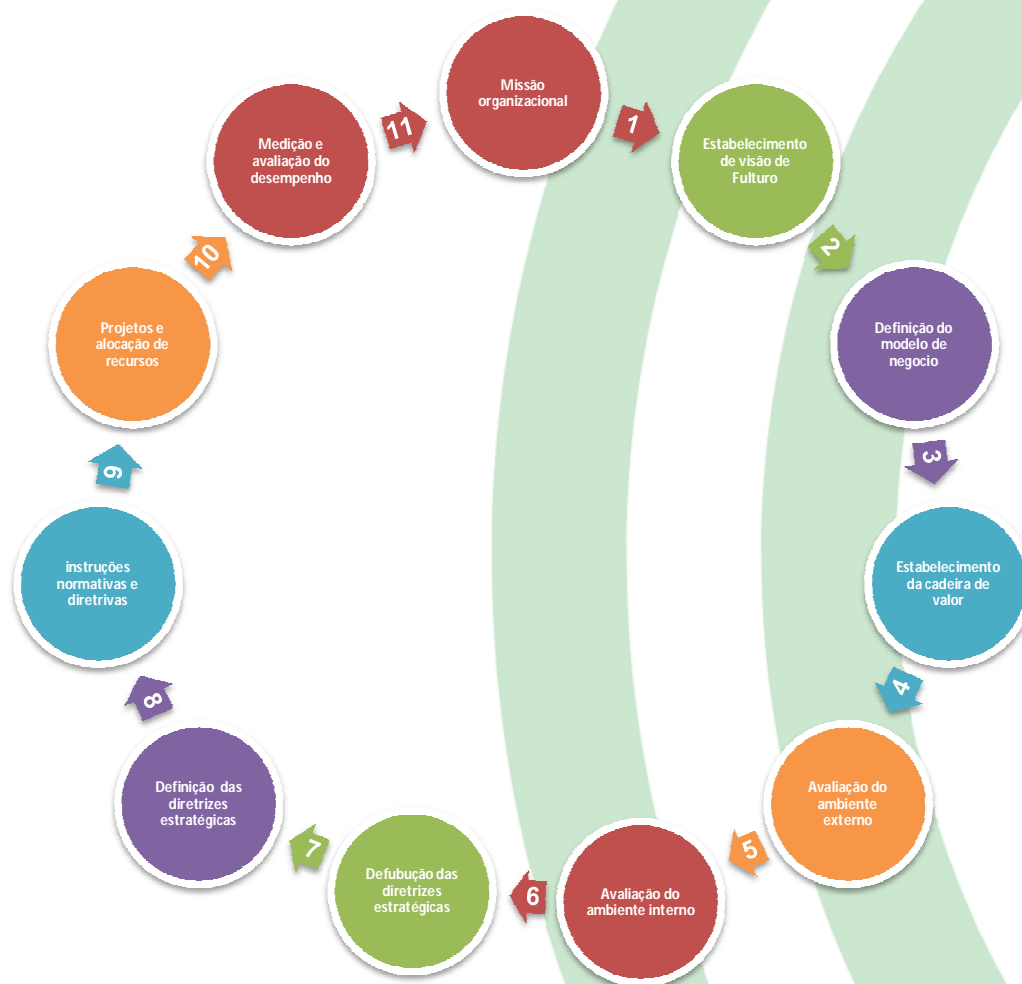 Missão
organizacional
1
Estabelecimento
de visão de
Fulturo
2
Definição do
modelo de
negocio
3
Estabelecimento
da cadeira de
valor
4
Avaliação do
ambiente
externo
5
Avaliação do
ambiente interno
6
Defubução das
diretrizes
estratégicas
7
Definição das
diretrizes
estratégicas
8
instruções
normativas e
diretrivas
9
Projetos e
alocação de
recursos
10
Medição e
avaliação do
desempenho
11